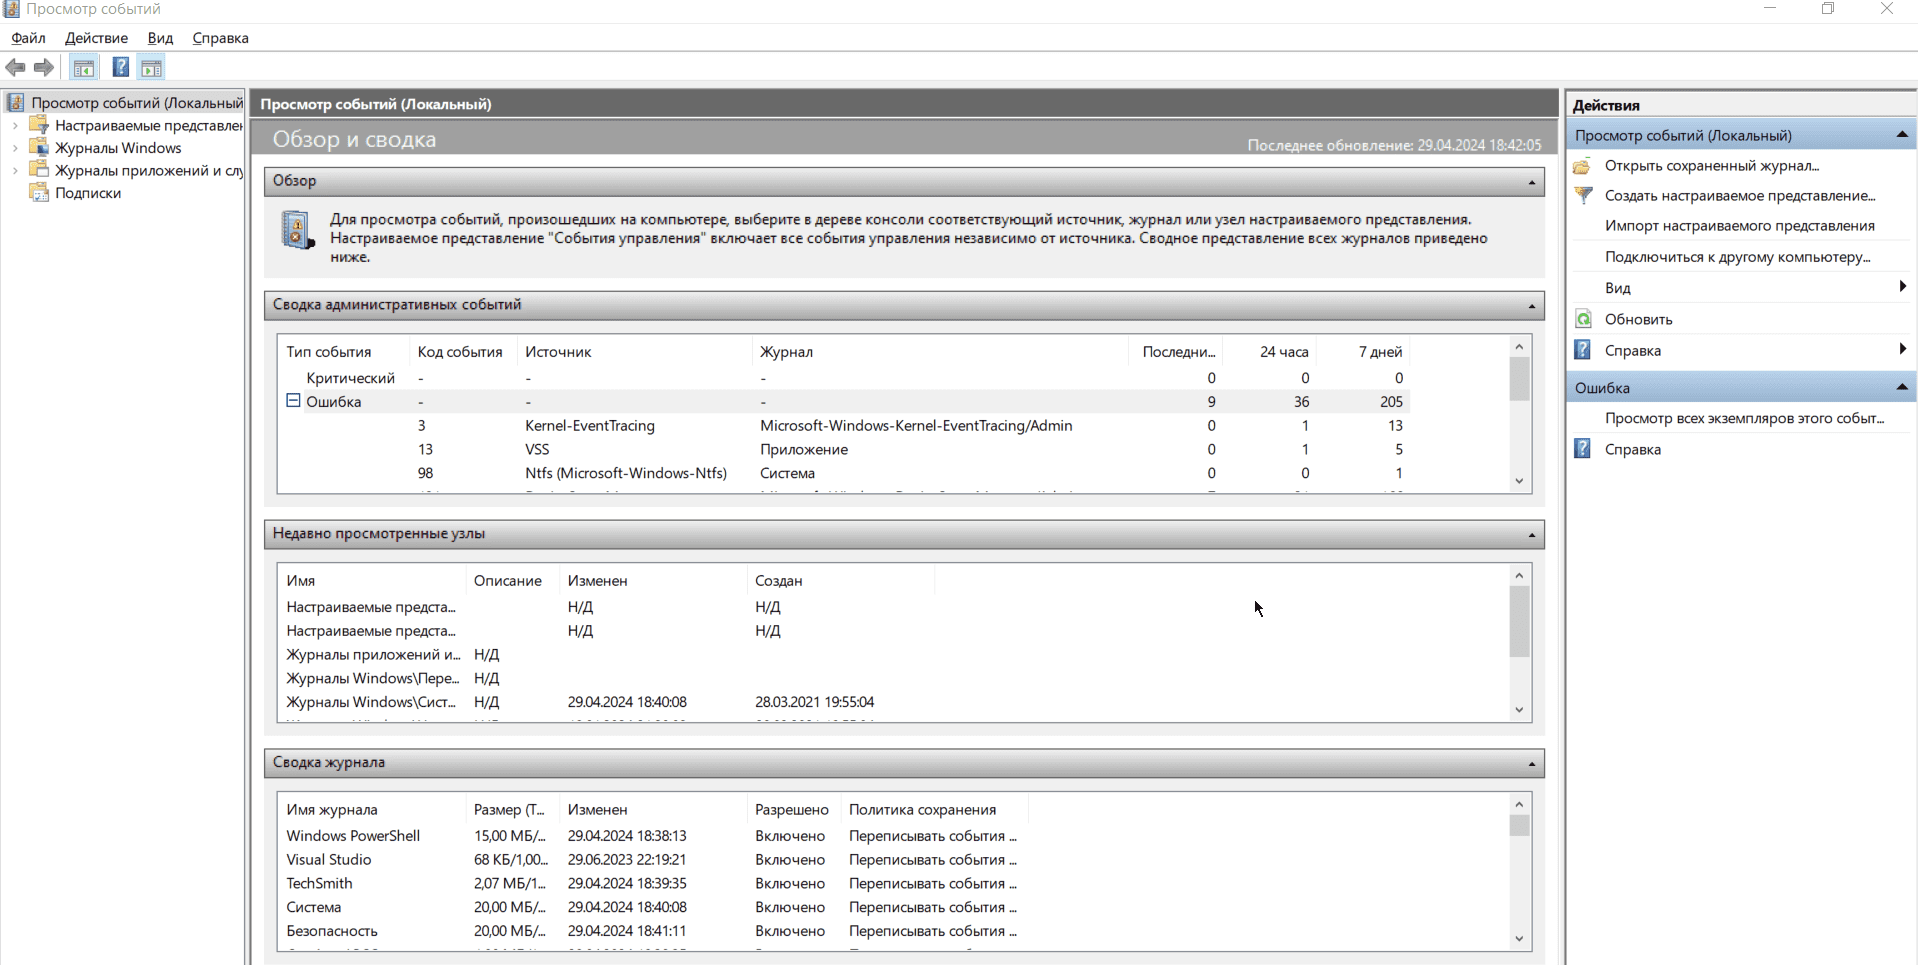 Просмотр событий
Файл Действие Вид Справка
Просмотр событий (Локальный
Настраиваемые представлен
Журналы Windows
Журналы приложений и слу
Подписки
Просмотр событий (Локальный)
Обзор и сводка
Последнее обновление: 29.04.2024 18:42:05
Обзор
Для просмотра событий, произошедших на компьютере, выберите в дереве консоли соответствующий источник, журнал или узел настраиваемого представления.
Настраиваемое представление "События управления" включает все события управления независимо от источника. Сводное представление всех журналов приведено
ниже.
Сводка административных событий
Тип события Код события Источник Журнал Последни... 24 часа 7 дней
Критический - - - 0 0 0
Ошибка - - - 9 36 205
3 Kernel-EventTracing Microsoft-Windows-Kernel-EventTracing/Admin 0 1 13
13 VSS Приложение 0 1 5
98 Ntfs (Microsoft-Windows-Ntfs) Система 0 0 1
Недавно просмотренные узлы
Имя Описание Изменен Создан
Настраиваемые предста... Н/Д Н/Д
Настраиваемые предста... Н/Д Н/Д
Журналы приложений и... Н/Д
Журналы Windows\Пере... Н/Д
Журналы Windows\Сист... Н/Д 29.04.2024 18:40:08 28.03.2021 19:55:04
Сводка журнала
Имя журнала Размер (Т... Изменен Разрешено Политика сохранения
Windows PowerShell 15,00 МБ/... 29.04.2024 18:38:13 Включено Переписывать события ...
Visual Studio 68 КБ/1,00... 29.06.2023 22:19:21 Включено Переписывать события ...
TechSmith 2,07 МБ/1... 29.04.2024 18:39:35 Включено Переписывать события ...
Система 20,00 МБ/... 29.04.2024 18:40:08 Включено Переписывать события ...
Безопасность 20,00 МБ/... 29.04.2024 18:41:11 Включено Переписывать события ...
Действия
Просмотр событий (Локальный)
Открыть сохраненный журнал...
Создать настраиваемое представление...
Импорт настраиваемого представления
Подключиться к другому компьютеру...
Вид
Обновить
Справка
Ошибка
Просмотр всех экземпляров этого событ...
Справка